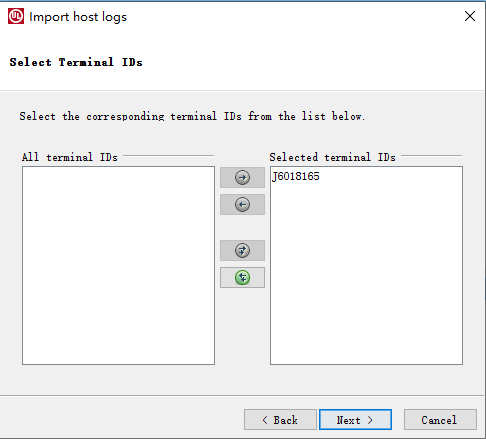 UL Import host logs
Select Terminal IDs
Select the corresponding terminal IDs from the list below.
All terminal IDs
Selected terminal IDs
J6018165
< Back
Next >
Cancel